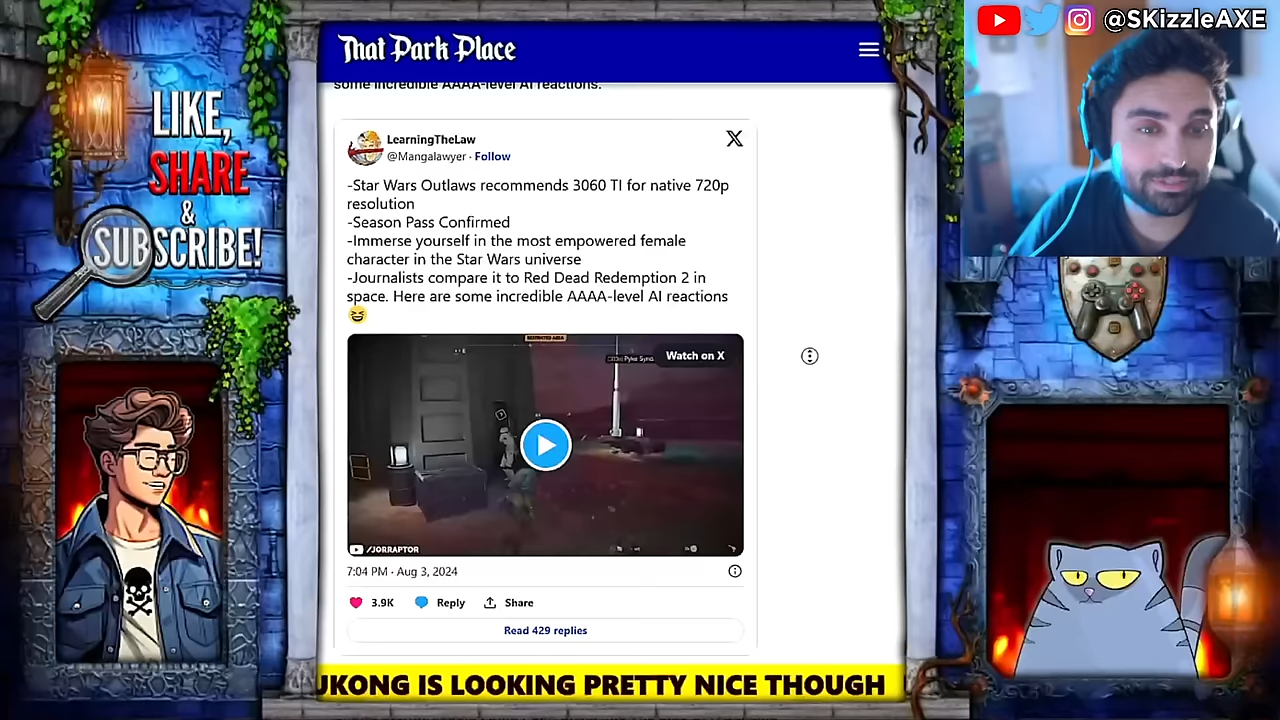 @SKizzleAXE
That Park Place
some incredible AAAA-level AI reactions.
LIKE,
SHARE
&
SUBSCRIBE!
LearningTheLaw
@Mangalawyer · Follow
-Star Wars Outlaws recommends 3060 TI for native 720p
resolution
-Season Pass Confirmed
-Immerse yourself in the most empowered female
character in the Star Wars universe
-Journalists compare it to Red Dead Redemption 2 in
space. Here are some incredible AAAA-level AI reactions
😆
RESTRICTED AREA
Pyke Synd
Watch on X
/JORRAPTOR
7:04 PM · Aug 3, 2024
3.9K Reply Share
Read 429 replies
UKONG IS LOOKING PRETTY NICE THOUGH